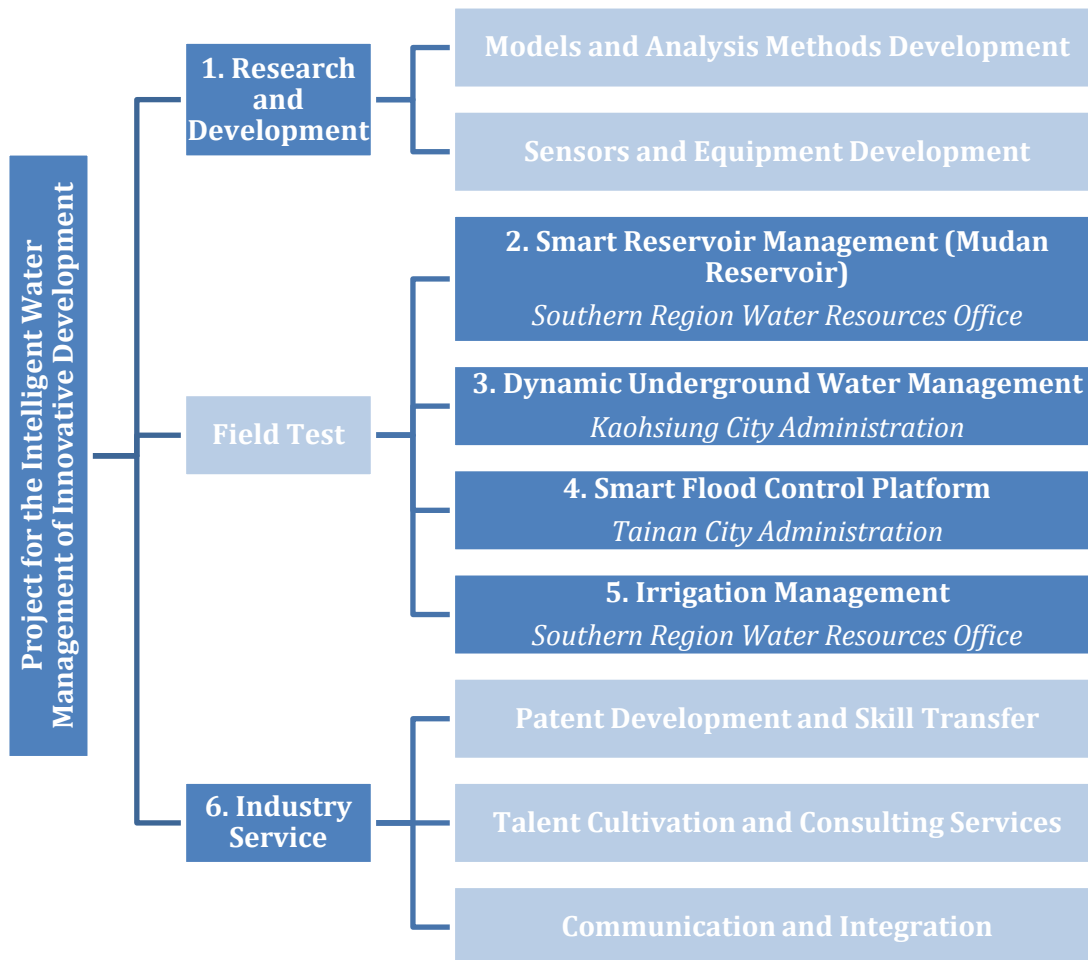 Project for the Intelligent Water
Management of Innovative Development
1. Research
and
Development
Models and Analysis Methods Development
Sensors and Equipment Development
Field Test
2. Smart Reservoir Management (Mudan
Reservoir)
Southern Region Water Resources Office
3. Dynamic Underground Water Management
Kaohsiung City Administration
4. Smart Flood Control Platform
Tainan City Administration
5. Irrigation Management
Southern Region Water Resources Office
6. Industry
Service
Patent Development and Skill Transfer
Talent Cultivation and Consulting Services
Communication and Integration